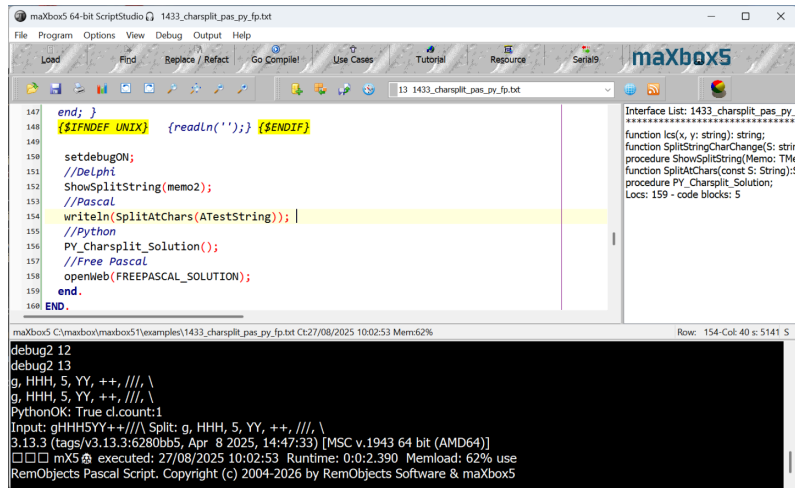 maXbox5 64-bit ScriptStudio 1433_charsplit_pas_py_fp.txt
File Program Options View Debug Output Help
Load Find Replace / Refact Go Compile! Use Cases Tutorial Resource Serial9 maXbox5
13 1433_charsplit_pas_py_fp.txt
147 end; }
148 {$IFNDEF UNIX} {readln('');} {$ENDIF}
149
150 setdebugON;
151 //Delphi
152 ShowSplitString(memo2);
153 //Pascal
154 writeln(SplitAtChars(ATestString));
155 //Python
156 PY_Charsplit_Solution();
157 //Free Pascal
158 openWeb(FREEPASCAL_SOLUTION);
159 end.
160 END.
Interface List: 1433_charsplit_pas_py_
******************************
function lcs(x, y: string): string;
function SplitStringCharChange(S: strin
procedure ShowSplitString(Memo: TMe
function SplitAtChars(const S: String):S
procedure PY_Charsplit_Solution;
Locs: 159 - code blocks: 5
maXbox5 C:\maxbox\maxbox51\examples\1433_charsplit_pas_py_fp.txt Ct:27/08/2025 10:02:53 Mem:62% Row: 154-Col: 40 s: 5141 S
debug2 12
debug2 13
g, HHH, 5, YY, ++, ///, \
g, HHH, 5, YY, ++, ///, \
PythonOK: True cl.count:1
Input: gHHH5YY++///\ Split: g, HHH, 5, YY, ++, ///, \
3.13.3 (tags/v3.13.3:6280bb5, Apr 8 2025, 14:47:33) [MSC v.1943 64 bit (AMD64)]
mX5 executed: 27/08/2025 10:02:53 Runtime: 0:0:2.390 Memload: 62% use
RemObjects Pascal Script. Copyright (c) 2004-2026 by RemObjects Software & maXbox5